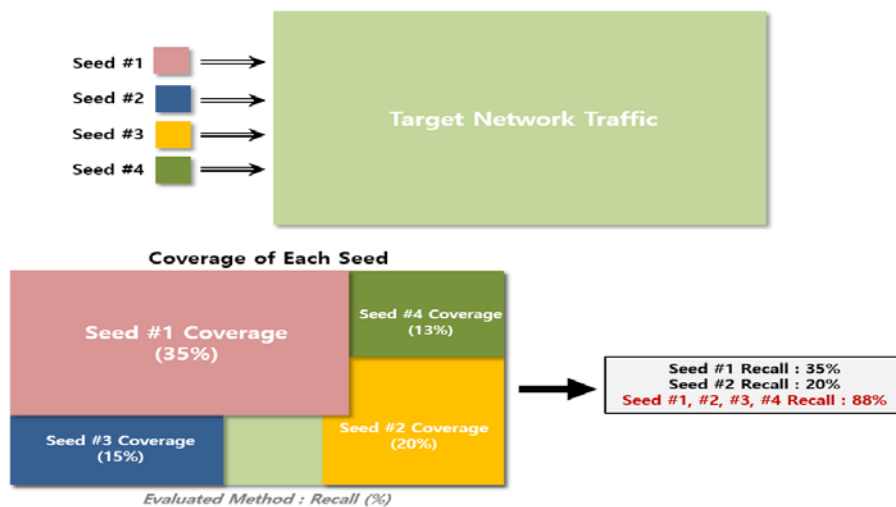 Seed #1
Seed #2
Seed #3
Seed #4
Target Network Traffic
Coverage of Each Seed
Seed #1 Coverage
(35%)
Seed #4 Coverage
(13%)
Seed #3 Coverage
(15%)
Seed #2 Coverage
(20%)
Seed #1 Recall : 35%
Seed #2 Recall : 20%
Seed #1, #2, #3, #4 Recall : 88%
Evaluated Method : Recall (%)